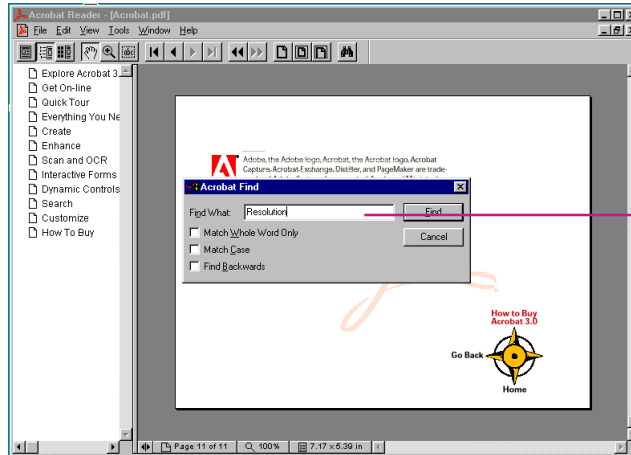 Acrobat Reader - [Acrobat.pdf]
File Edit View Tools Window Help
Explore Acrobat 3.
Get On-line
Quick Tour
Everything You Ne
Create
Enhance
Scan and OCR
Interactive Forms
Dynamic Controls
Search
Customize
How To Buy
Adobe, the Adobe logo, Acrobat, the Acrobat logo, Acrobat
Capture, Acrobat Exchange, Distiller, and PageMaker are trade-
Acrobat Find
Find What: Resolution
Find
Match Whole Word Only
Cancel
Match Case
Find Backwards
How to Buy
Acrobat 3.0
Go Back
Home
Page 11 of 11 100% 7.17 x 5.39 in